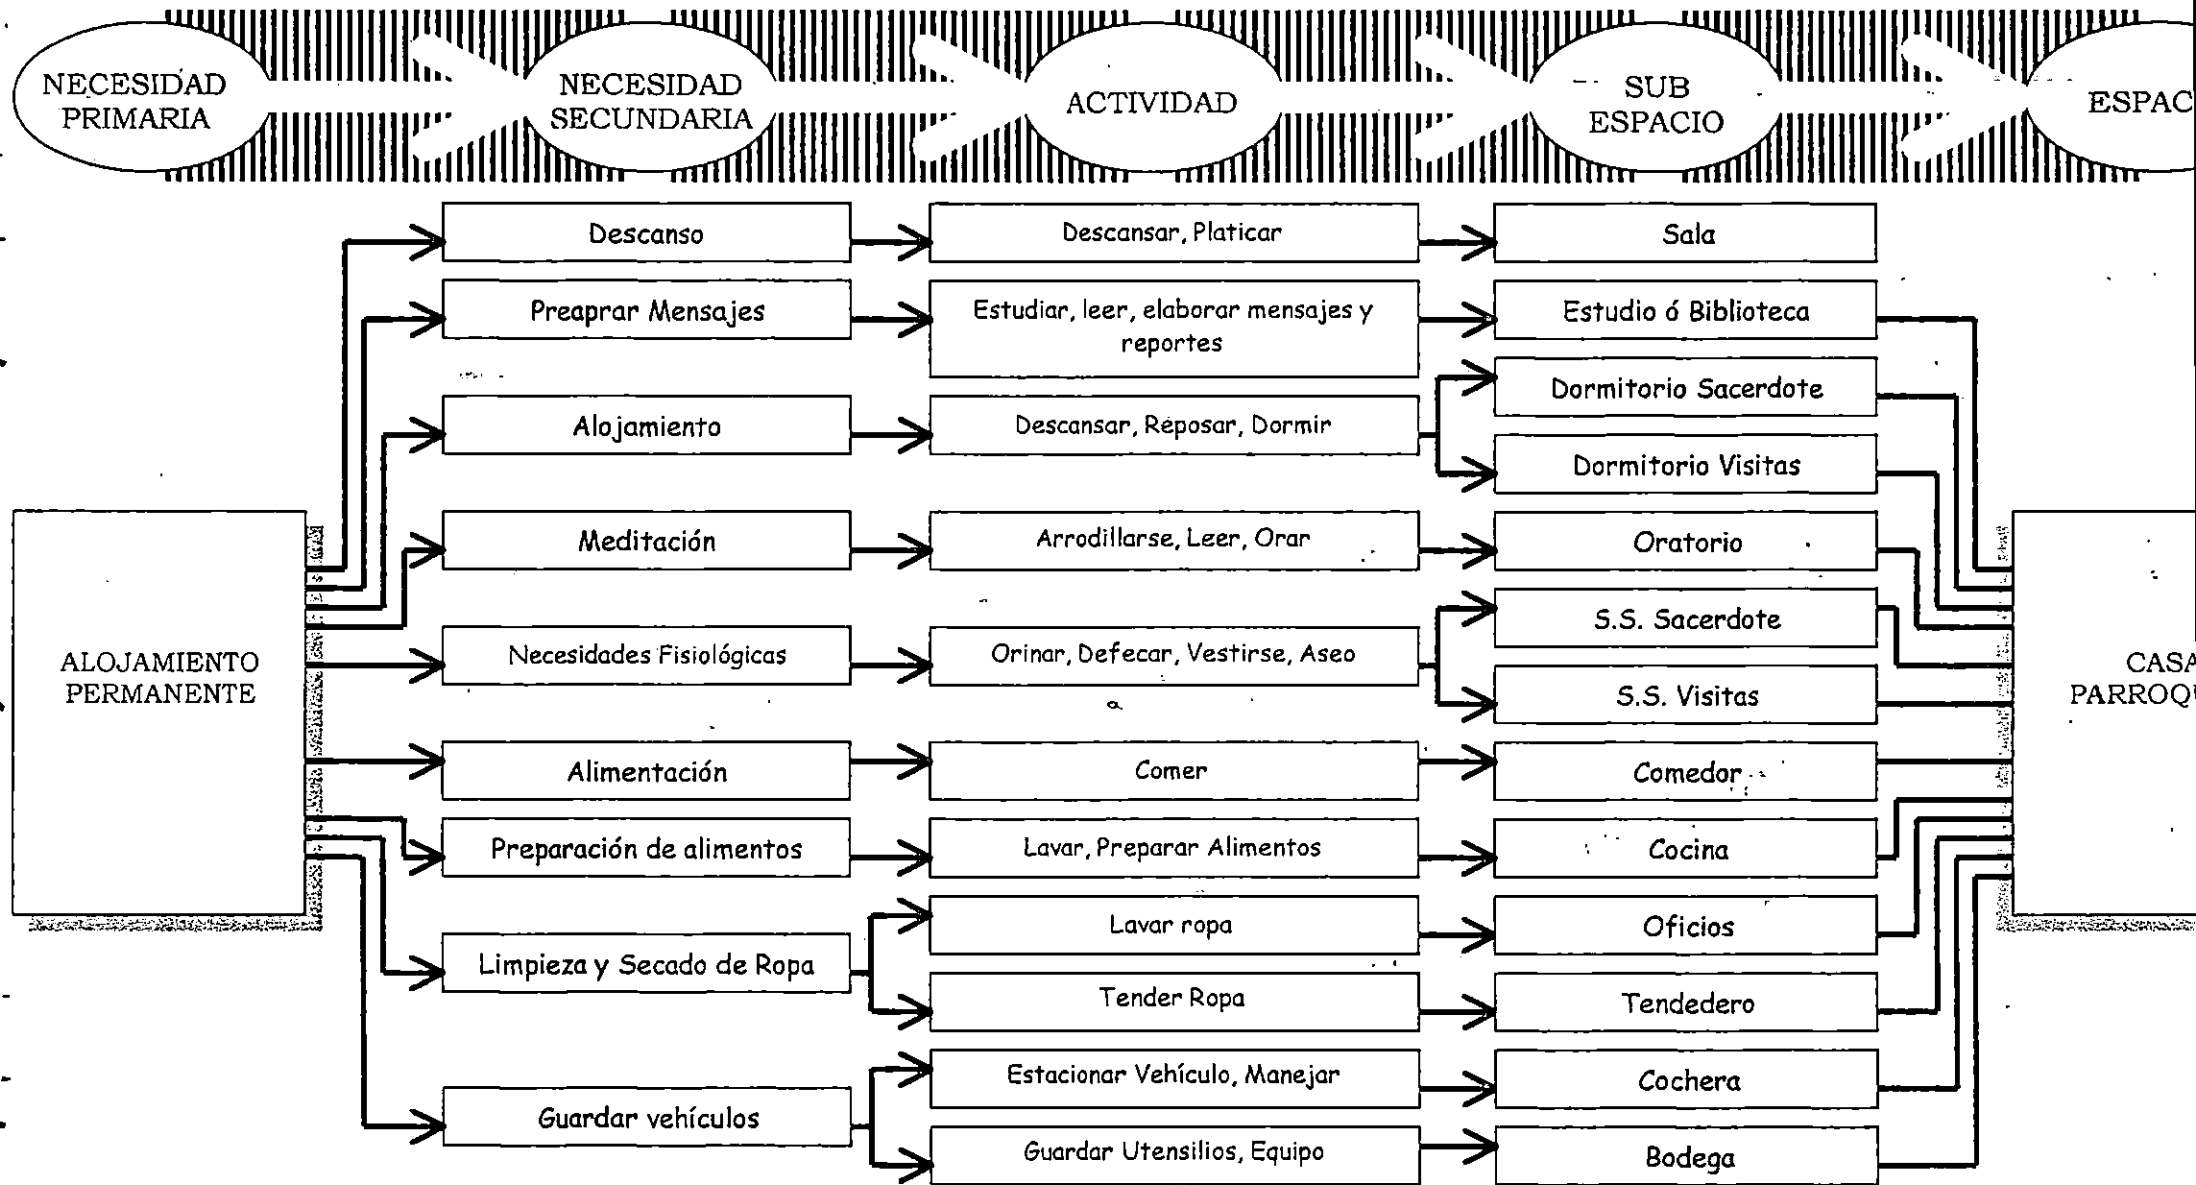 NECESIDAD
PRIMARIA
NECESIDAD
SECUNDARIA
ACTIVIDAD
SUB
ESPACIO
ESPAC
Descanso
Descansar, Platicar
Sala
Preaprar Mensajes
Estudiar, leer, elaborar mensajes y
reportes
Estudio ó Biblioteca
Dormitorio Sacerdote
Alojamiento
Descansar, Reposar, Dormir
Dormitorio Visitas
Meditación
Arrodillarse, Leer, Orar
Oratorio
ALOJAMIENTO
PERMANENTE
Necesidades Fisiológicas
Orinar, Defecar, Vestirse, Aseo
S.S. Sacerdote
S.S. Visitas
CASA
PARROQU
Alimentación
Comer
Comedor
Preparación de alimentos
Lavar, Preparar Alimentos
Cocina
Limpieza y Secado de Ropa
Lavar ropa
Oficios
Tender Ropa
Tendedero
Guardar vehículos
Estacionar Vehículo, Manejar
Cochera
Guardar Utensilios, Equipo
Bodega